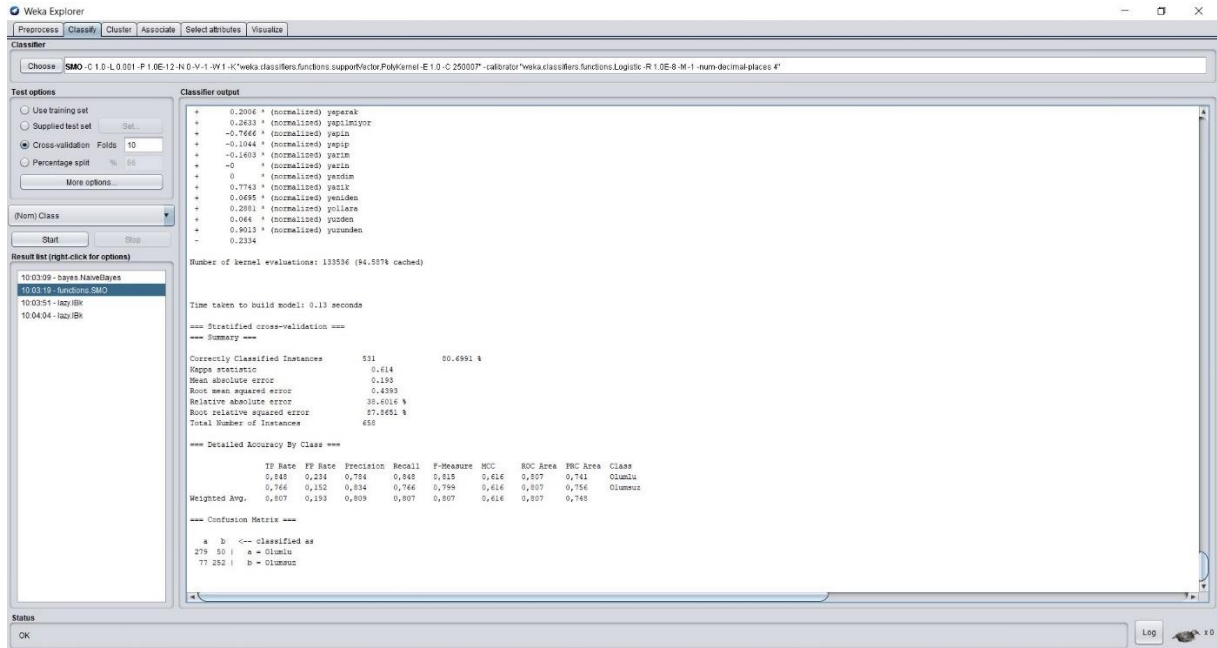 Weka Explorer
Preprocess Classify Cluster Associate Select attributes Visualize
Classifier
Choose SMO -C 1.0 -L 0.001 -P 1.0E-12 -N 0 -V -1 -W 1 -K "weka.classifiers.functions.supportVector.PolyKernel -E 1.0 -C 250007" -calibrator "weka.classifiers.functions.Logistic -R 1.0E-8 -M -1 -num-decimal-places 4"
Test options
Use training set
Supplied test set Set...
Cross-validation Folds 10
Percentage split % 66
More options...
(Nom) Class
Start Stop
Result list (right-click for options)
10:03:09 - bayes.NaiveBayes
10:03:19 - functions.SMO
10:03:51 - lazy.IBk
10:04:04 - lazy.IBk
Classifier output
+ 0.2006 * (normalized) yaparak
+ 0.2633 * (normalized) yapilmiyor
+ -0.7666 * (normalized) yapin
+ -0.1044 * (normalized) yapip
+ -0.1603 * (normalized) yarim
+ -0 * (normalized) yarin
+ 0 * (normalized) yazdim
+ 0.7743 * (normalized) yazik
+ 0.0695 * (normalized) yeniden
+ 0.2881 * (normalized) yollara
+ 0.064 * (normalized) yuzden
+ 0.9013 * (normalized) yuzunden
- 0.2334
Number of kernel evaluations: 133536 (94.587% cached)
Time taken to build model: 0.13 seconds
=== Stratified cross-validation ===
=== Summary ===
Correctly Classified Instances 531 80.6991 %
Kappa statistic 0.614
Mean absolute error 0.193
Root mean squared error 0.4393
Relative absolute error 38.6016 %
Root relative squared error 87.8651 %
Total Number of Instances 658
=== Detailed Accuracy By Class ===
TP Rate FP Rate Precision Recall F-Measure MCC ROC Area PRC Area Class
0,848 0,234 0,784 0,848 0,815 0,616 0,807 0,741 Olumlu
0,766 0,152 0,834 0,766 0,799 0,616 0,807 0,756 Olumsuz
Weighted Avg. 0,807 0,193 0,809 0,807 0,807 0,616 0,807 0,748
=== Confusion Matrix ===
a b <-- classified as
279 50 | a = Olumlu
77 252 | b = Olumsuz
Status
OK
Log
x 0